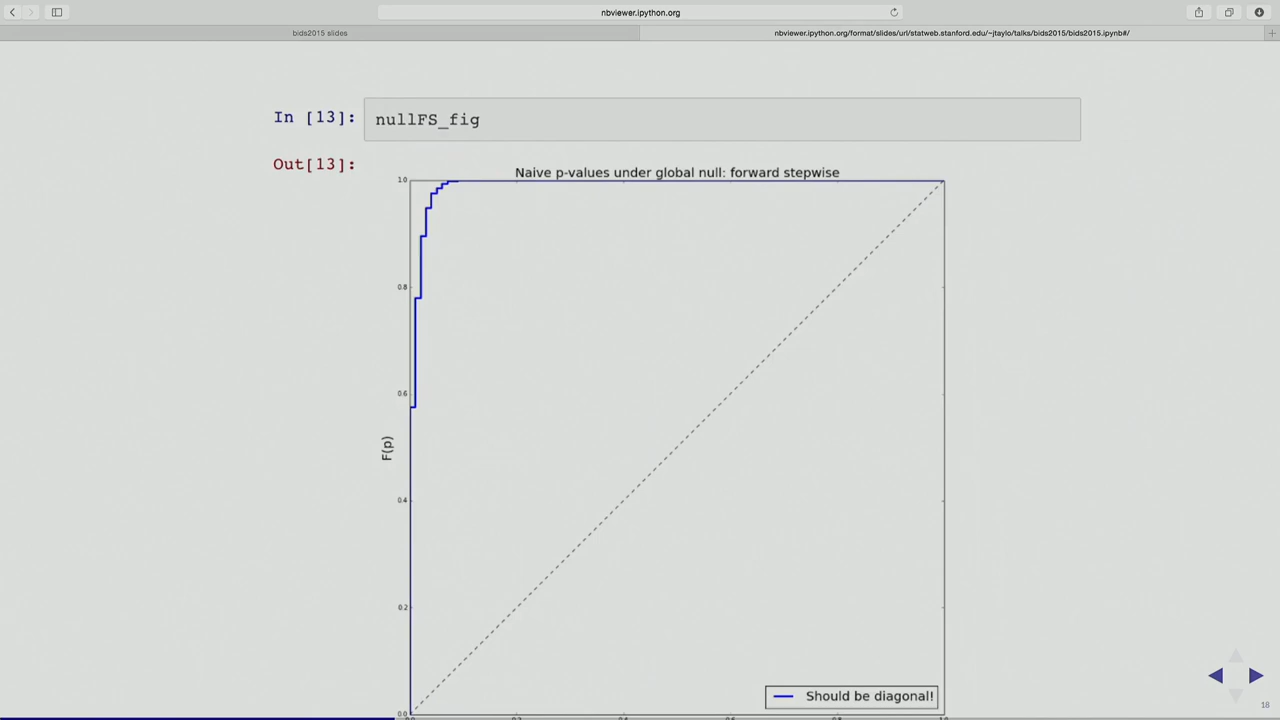 nbviewer.ipython.org
bids2015 slides
nbviewer.ipython.org/format/slides/url/statweb.stanford.edu/~jtaylo/talks/bids2015/bids2015.ipynb#/
In [13]:
nullFS_fig
Out[13]:
Naive p-values under global null: forward stepwise
1.0
0.8
0.6
F(p)
0.4
0.2
Should be diagonal!
18
0.0